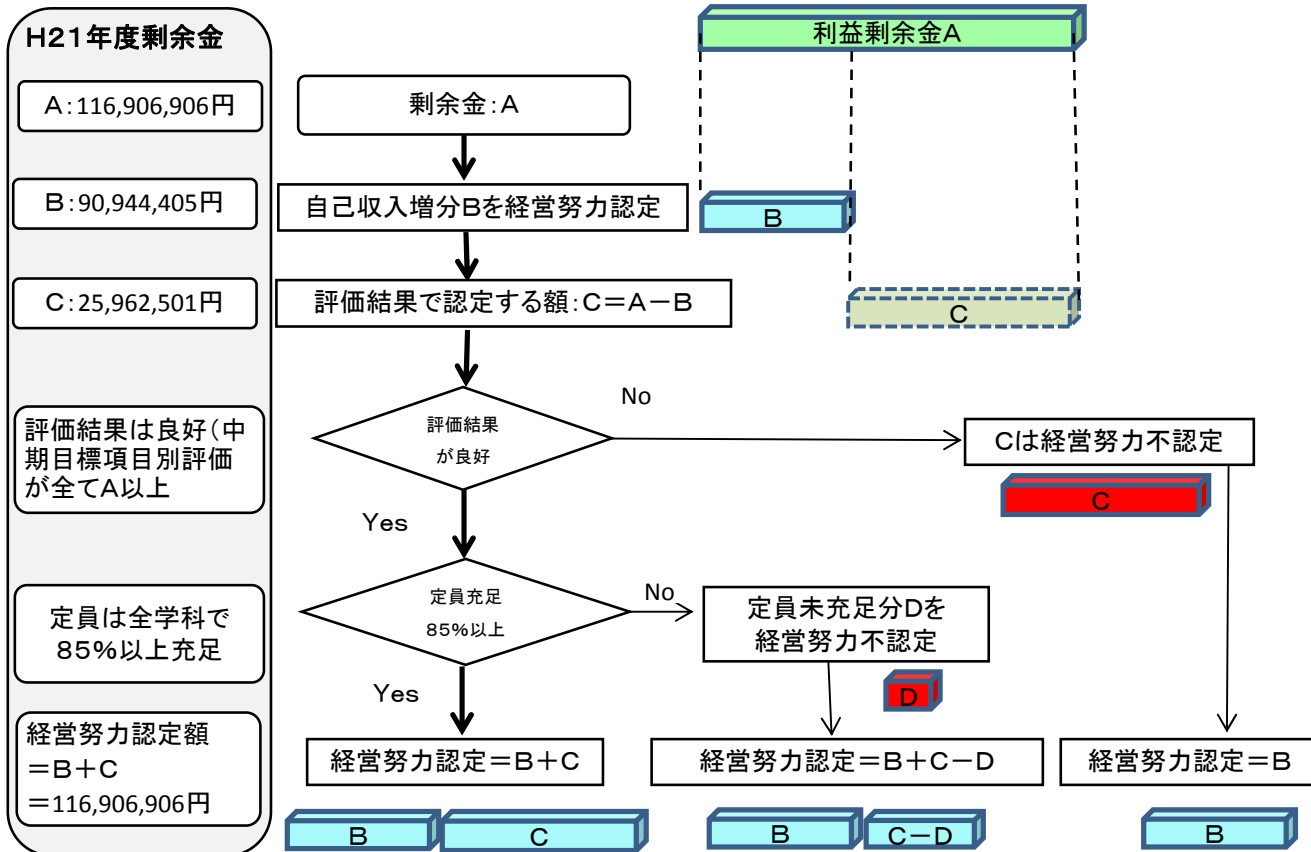 H21年度剰余金
A:116,906,906円
B:90,944,405円
C:25,962,501円
評価結果は良好(中
期目標項目別評価
が全てA以上
定員は全学科で
85%以上充足
経営努力認定額
=B+C
=116,906,906円
利益剰余金A
剰余金:A
自己収入増分Bを経営努力認定
B
評価結果で認定する額:C=A-B
C
評価結果
が良好
No
Cは経営努力不認定
C
Yes
定員充足
85%以上
No
定員未充足分Dを
経営努力不認定
D
Yes
経営努力認定=B+C
経営努力認定=B+C-D
経営努力認定=B
B
C
B
C-D
B